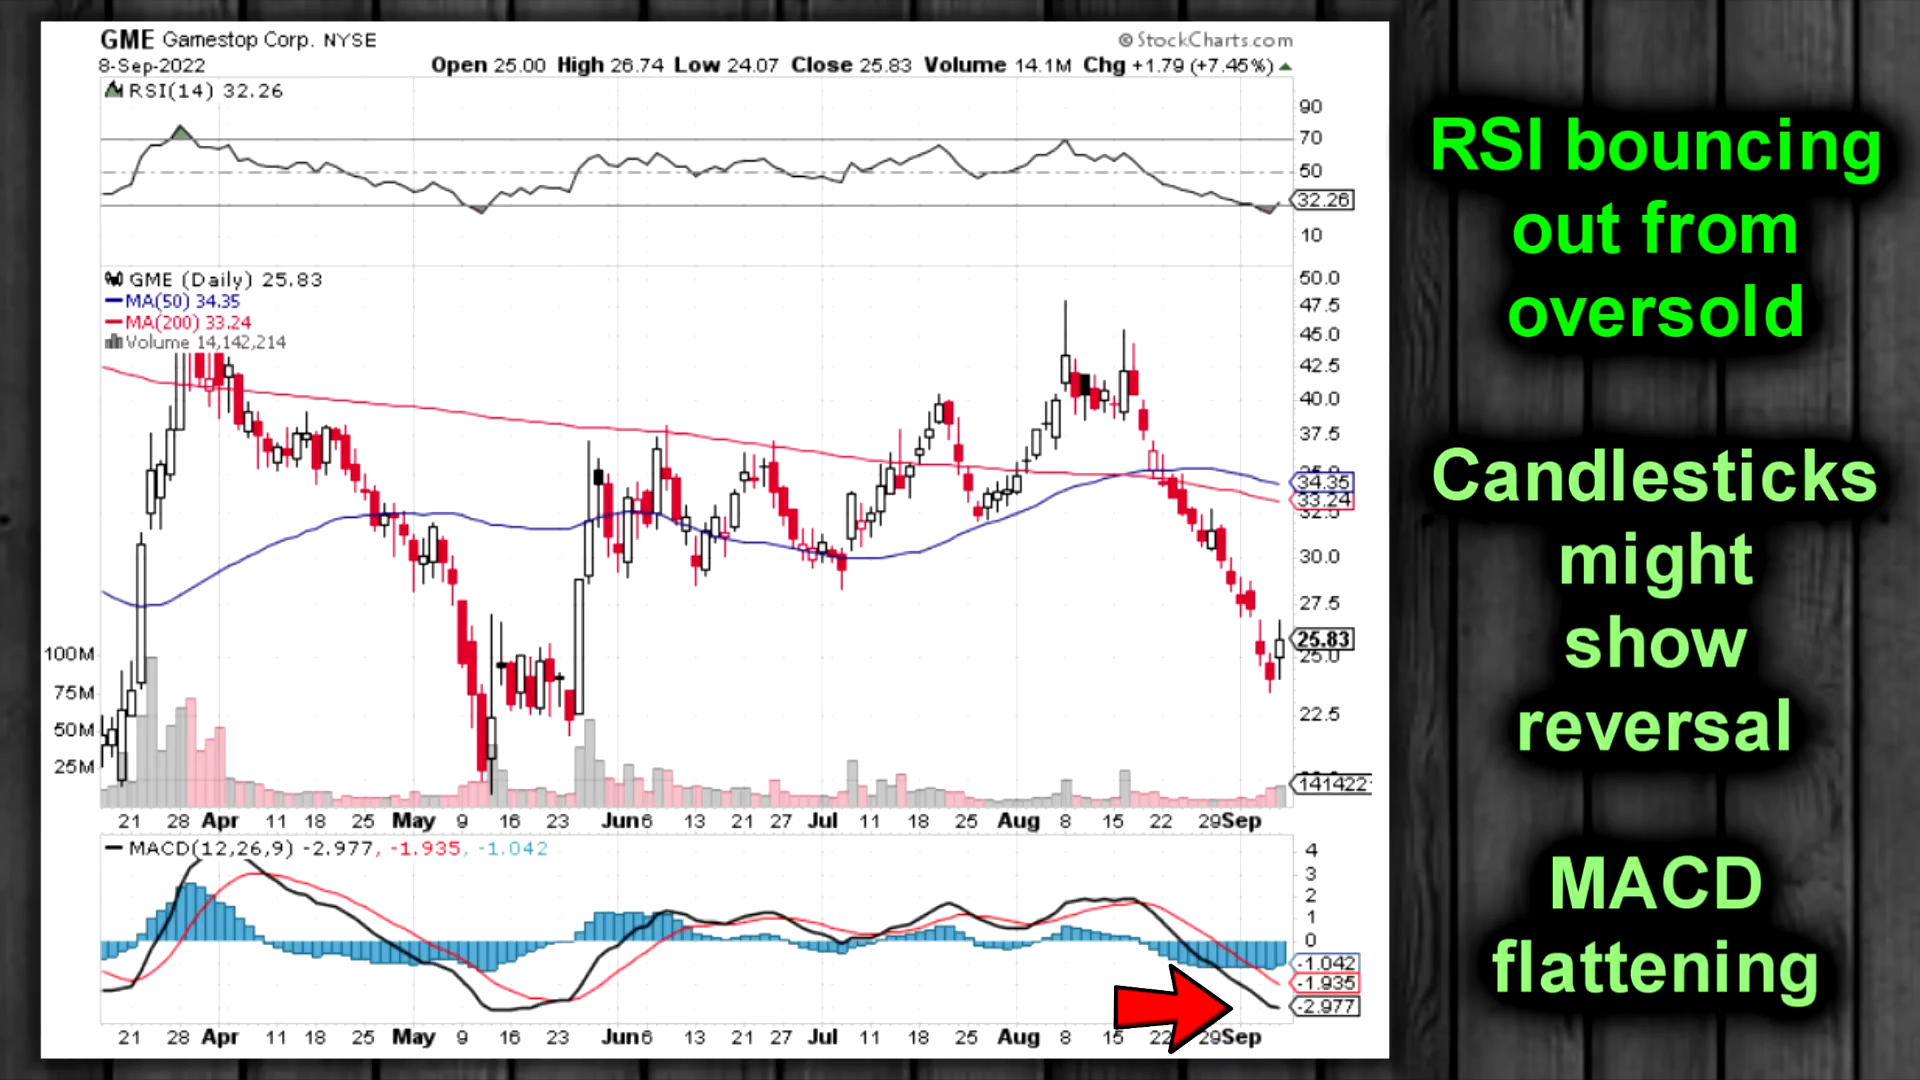 GME Gamestop Corp. NYSE
© StockCharts.com
8-Sep-2022
Open 25.00 High 26.74 Low 24.07 Close 25.83 Volume 14.1M Chg +1.79 (+7.45%)
RSI(14) 32.26
90
70
50
32.26
10
GME (Daily) 25.83
MA(50) 34.35
MA(200) 33.24
Volume 14,142,214
50.0
47.5
45.0
42.5
40.0
37.5
34.35
33.24
32.5
30.0
27.5
25.83
25.0
22.5
141422
100M
75M
50M
25M
21 28 Apr 11 18 25 May 9 16 23 Jun 6 13 21 27 Jul 11 18 25 Aug 8 15 22 29 Sep
MACD(12,26,9) -2.977, -1.935, -1.042
4
3
2
1
0
-1.042
-1.935
-2.977
21 28 Apr 11 18 25 May 9 16 23 Jun 6 13 21 27 Jul 11 18 25 Aug 8 15 22 29 Sep
RSI bouncing
out from
oversold
Candlesticks
might
show
reversal
MACD
flattening